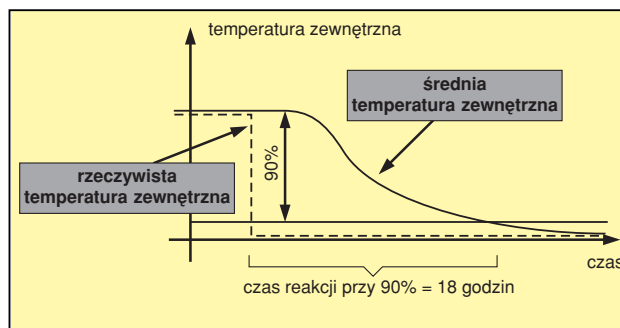 temperatura zewnętrzna
średnia
temperatura zewnętrzna
90%
rzeczywista
temperatura zewnętrzna
czas
czas reakcji przy 90% = 18 godzin